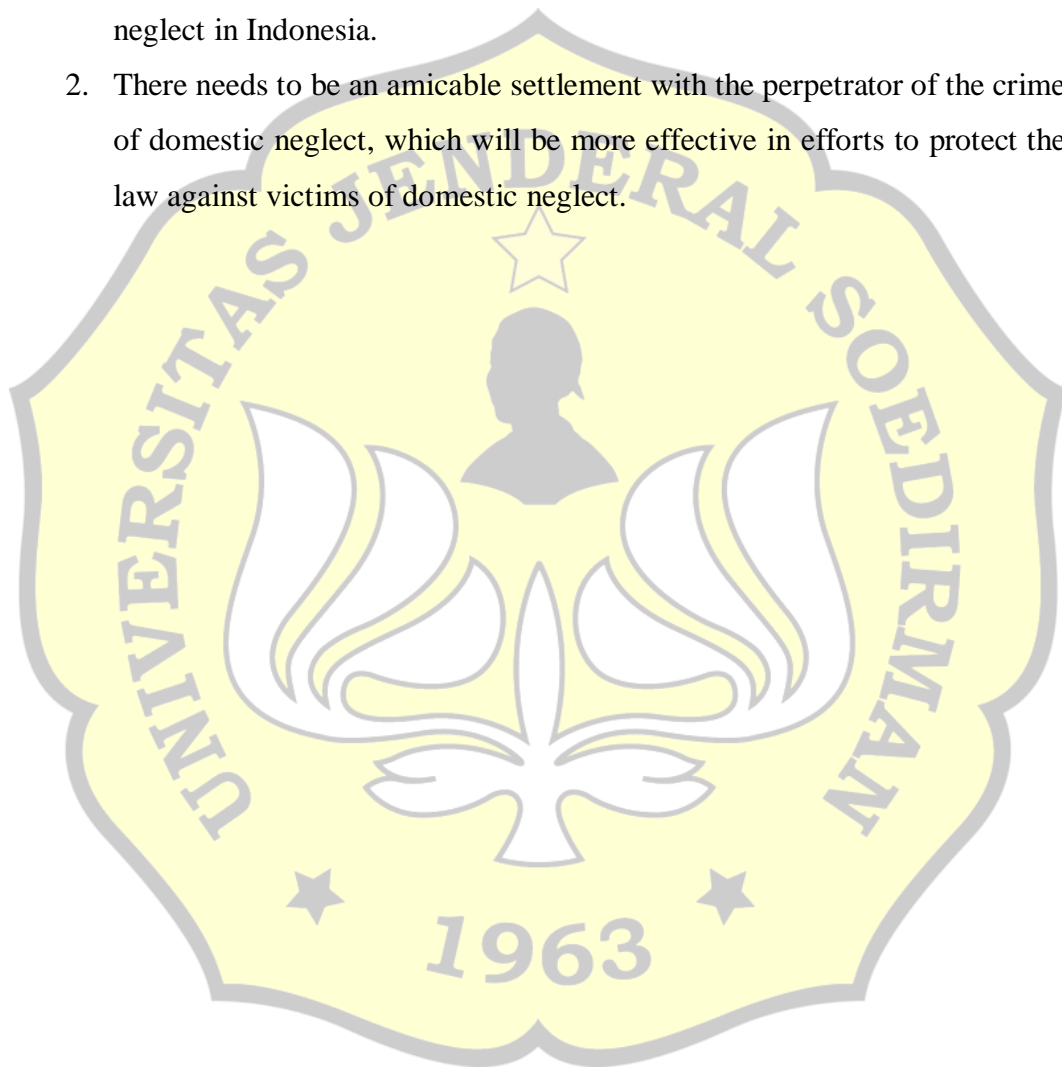 neglect in Indonesia.
2. There needs to be an amicable settlement with the perpetrator of the crime
of domestic neglect, which will be more effective in efforts to protect the
law against victims of domestic neglect.
UNIVERSITAS JENDERAL SOEDIRMAN
1963